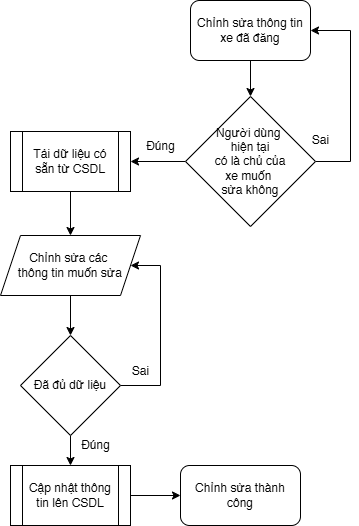 Chỉnh sửa thông tin
xe đã đăng
Người dùng
hiện tại
có là chủ của
xe muốn
sửa không
Sai
Đúng
Tải dữ liệu có
sẵn từ CSDL
Chỉnh sửa các
thông tin muốn sửa
Đã đủ dữ liệu
Sai
Đúng
Cập nhật thông
tin lên CSDL
Chỉnh sửa thành
công